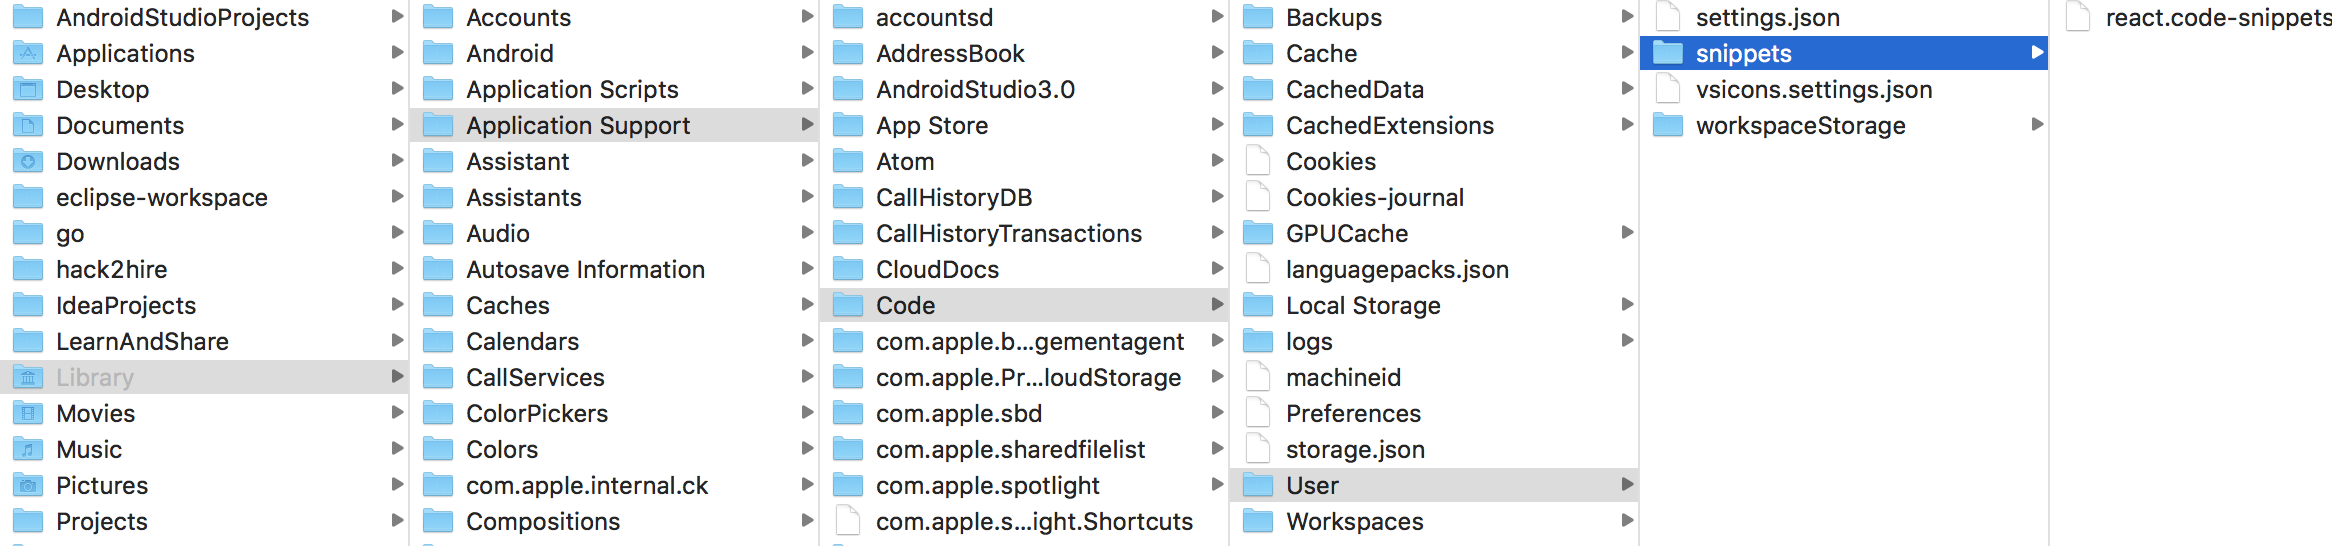 AndroidStudioProjects
Applications
Desktop
Documents
Downloads
eclipse-workspace
go
hack2hire
IdeaProjects
LearnAndShare
Library
Movies
Music
Pictures
Projects
Accounts
Android
Application Scripts
Application Support
Assistant
Assistants
Audio
Autosave Information
Caches
Calendars
CallServices
ColorPickers
Colors
com.apple.internal.ck
Compositions
accountsd
AddressBook
AndroidStudio3.0
App Store
Atom
CallHistoryDB
CallHistoryTransactions
CloudDocs
Code
com.apple.b...gementagent
com.apple.Pr...loudStorage
com.apple.sbd
com.apple.sharedfilelist
com.apple.spotlight
com.apple.s...ight.Shortcuts
Backups
Cache
CachedData
CachedExtensions
Cookies
Cookies-journal
GPUCache
languagepacks.json
Local Storage
logs
machineid
Preferences
storage.json
User
Workspaces
settings.json
snippets
vsicons.settings.json
workspaceStorage
react.code-snippets